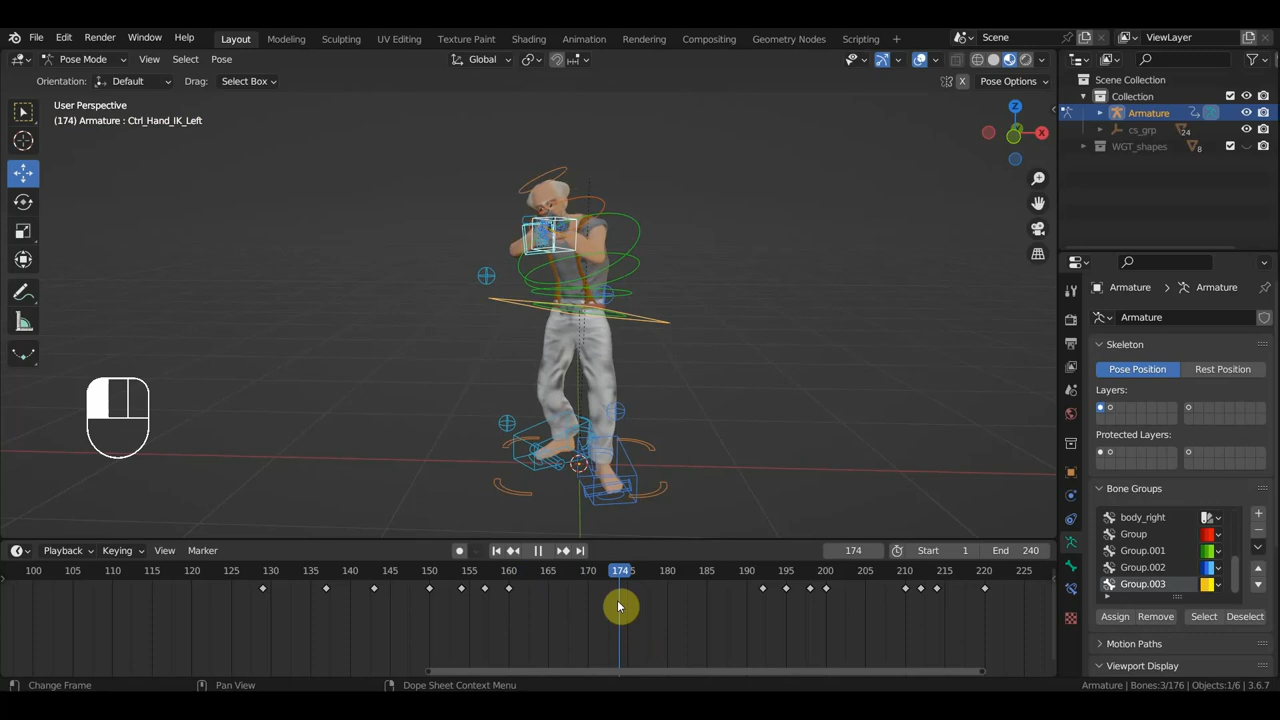 File Edit Render Window Help Layout Modeling Sculpting UV Editing Texture Paint Shading Animation Rendering Compositing Geometry Nodes Scripting + Scene ViewLayer
Pose Mode View Select Pose Global
Orientation: Default Drag: Select Box X Pose Options
Scene Collection
Collection
Armature
cs_grp 24
WGT_shapes 8
User Perspective
(174) Armature : Ctrl_Hand_IK_Left
Z
X
Armature > Armature
Armature
Skeleton
Pose Position Rest Position
Layers:
Protected Layers:
Bone Groups
body_right
Group
Group.001
Group.002
Group.003
Assign Remove Select Deselect
Motion Paths
Viewport Display
Playback Keying View Marker 174 Start 1 End 240
100 105 110 115 120 125 130 135 140 145 150 155 160 165 170 174 180 185 190 195 200 205 210 215 220 225
Change Frame Pan View Dope Sheet Context Menu Armature | Bones:3/176 | Objects:1/6 | 3.6.7